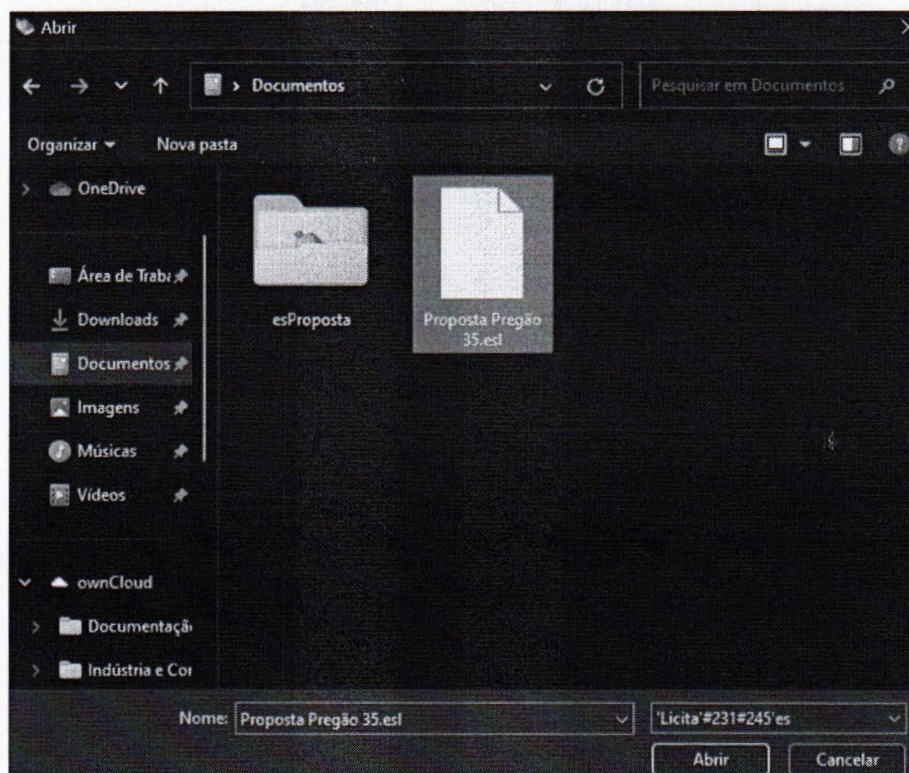 Abrir
Documentos
Pesquisar em Documentos
Organizar
Nova pasta
OneDrive
Área de Traba
Downloads
Documentos
Imagens
Músicas
Vídeos
ownCloud
Documentaçã
Indústria e Cor
esProposta
Proposta Pregão
35.esl
Nome: Proposta Pregão 35.esl
'Licita'#231#245'es
Abrir
Cancelar